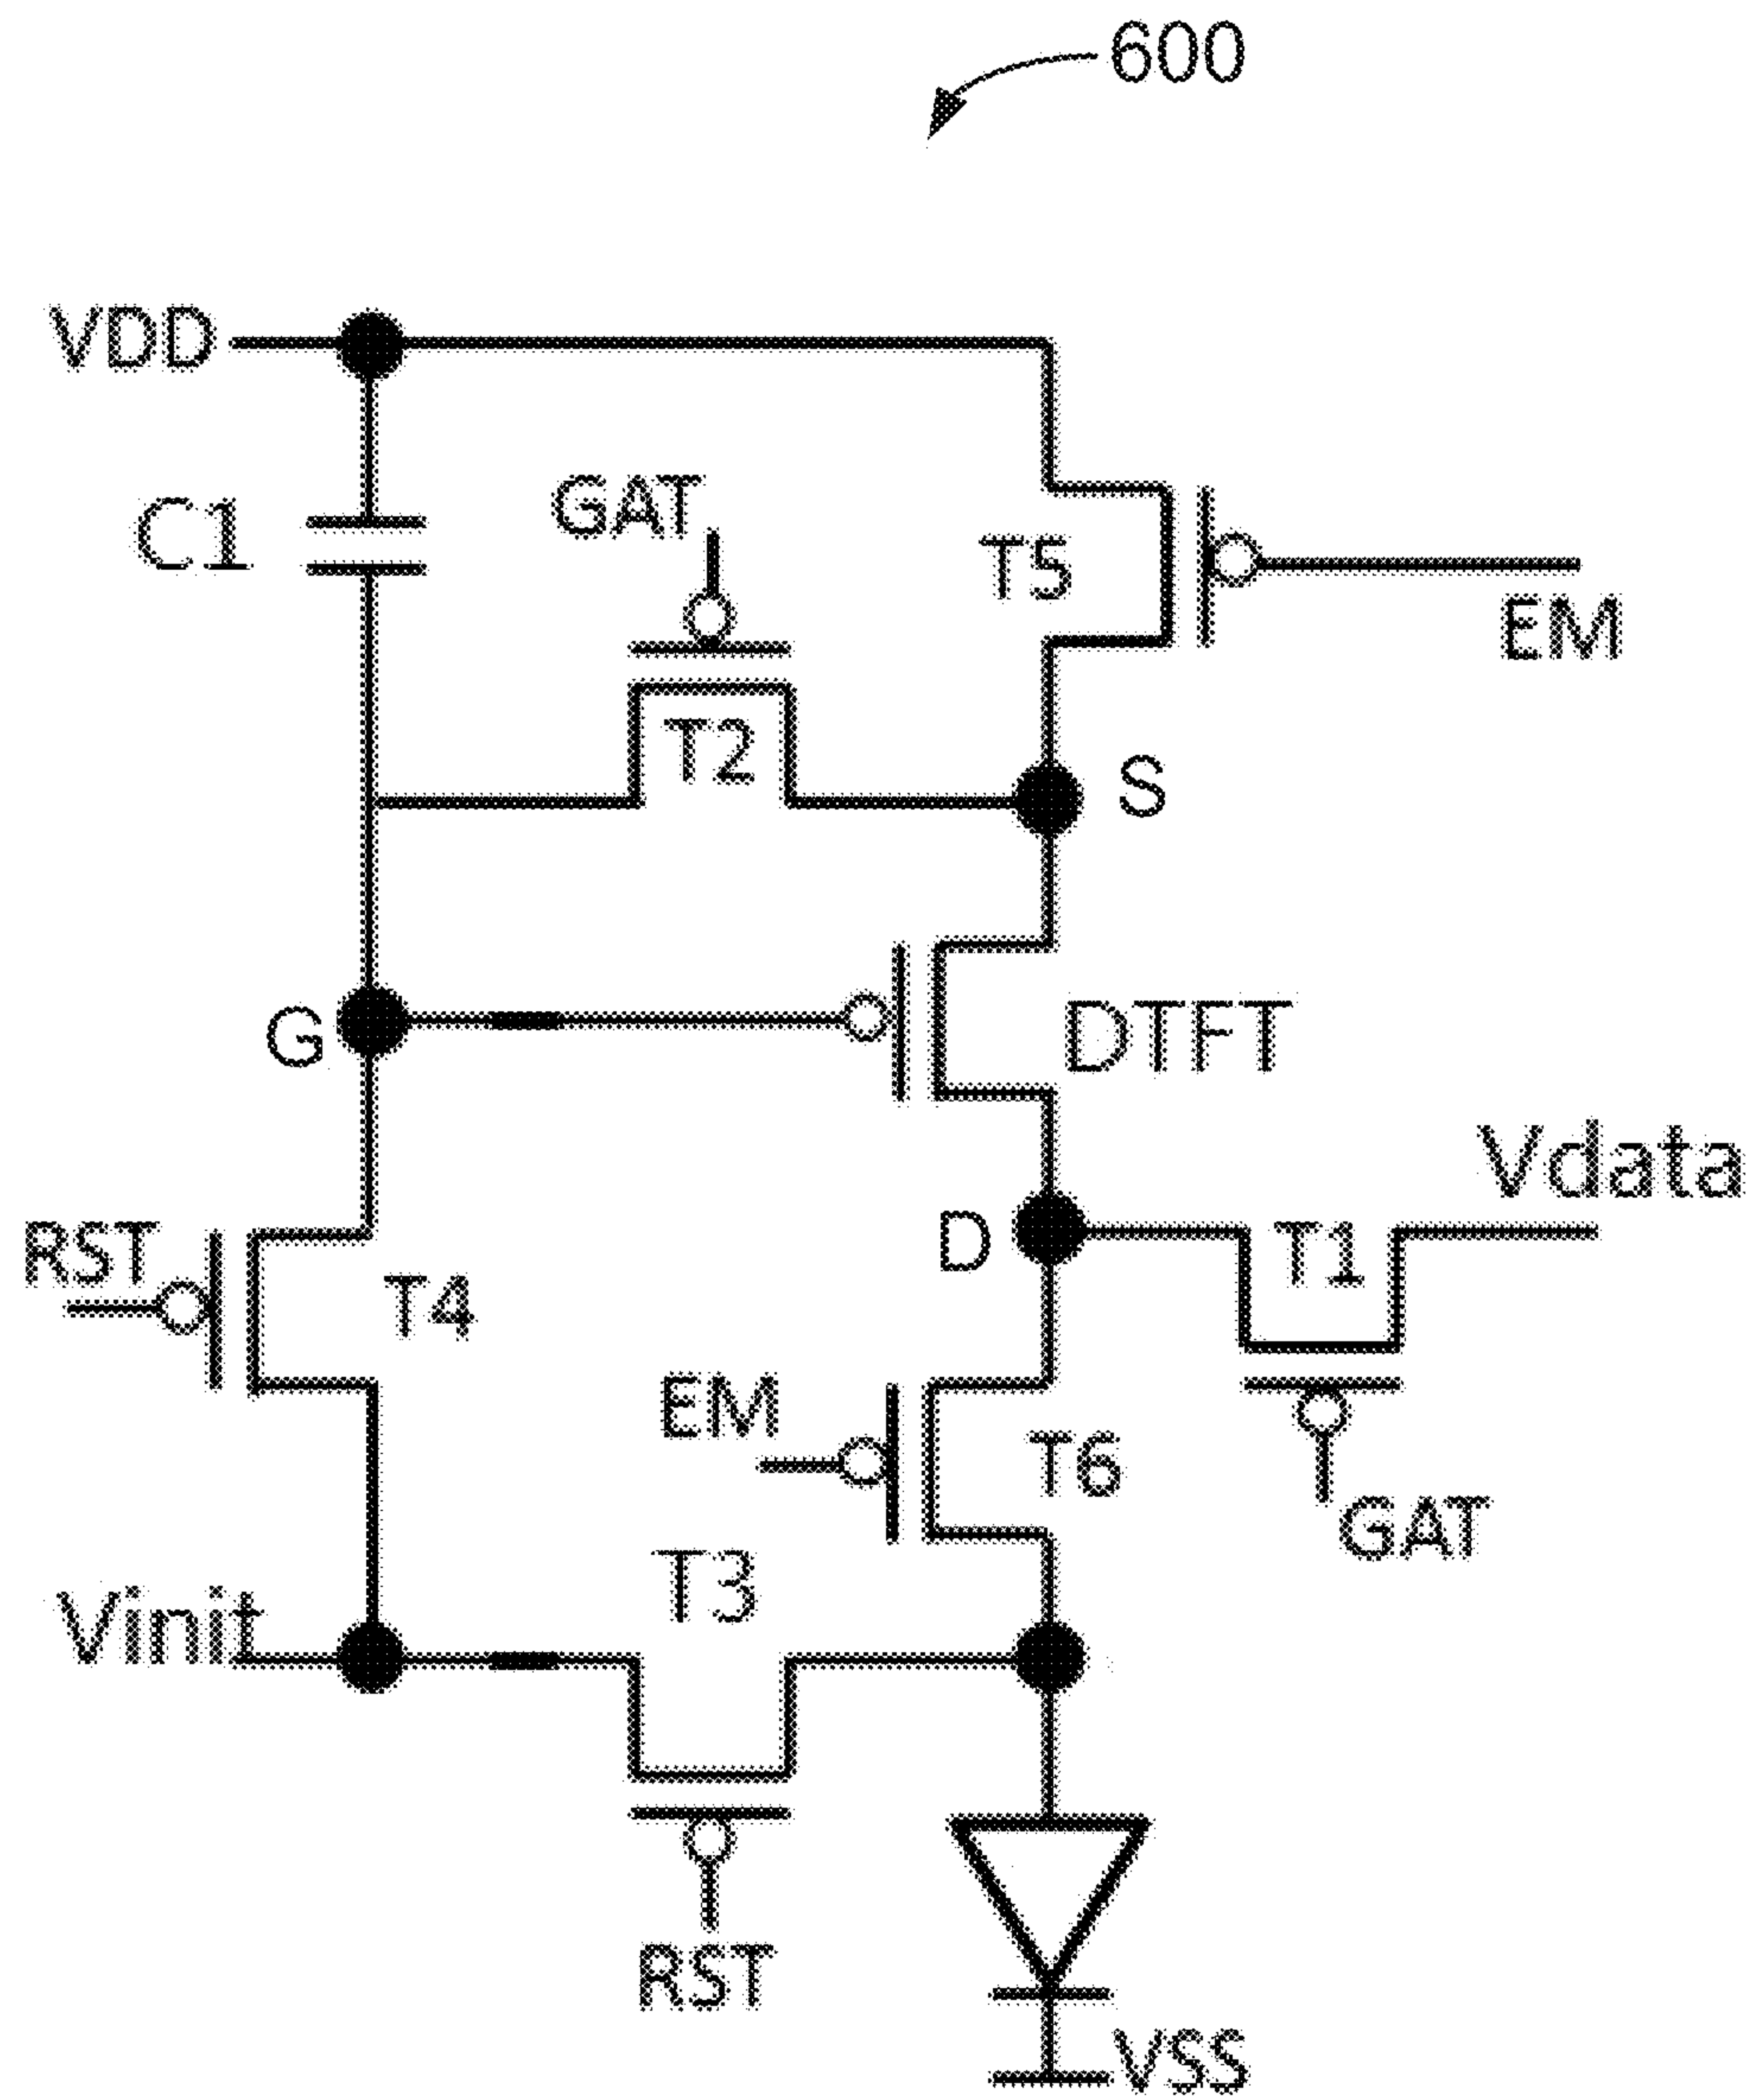 600
VDD
C1
GAT
T5
EM
T2
S
G
DTFT
Vdata
RST
T4
D
T1
EM
T6
GAT
T3
Vinit
RST
VSS